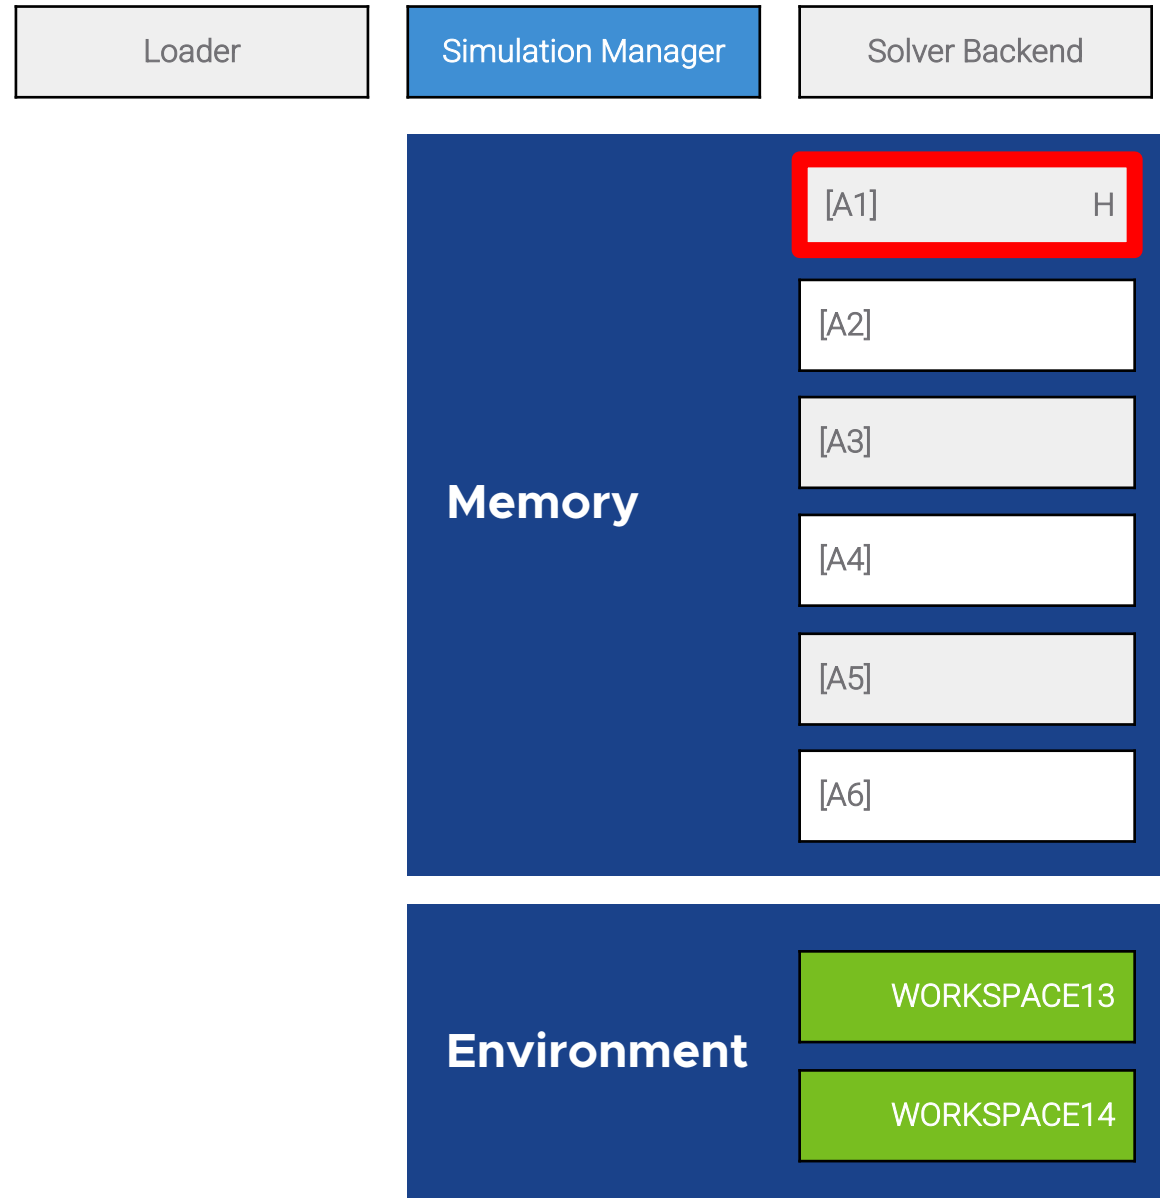 Loader
Simulation Manager
Solver Backend
[A1] H
[A2]
[A3]
Memory
[A4]
[A5]
[A6]
WORKSPACE13
Environment
WORKSPACE14